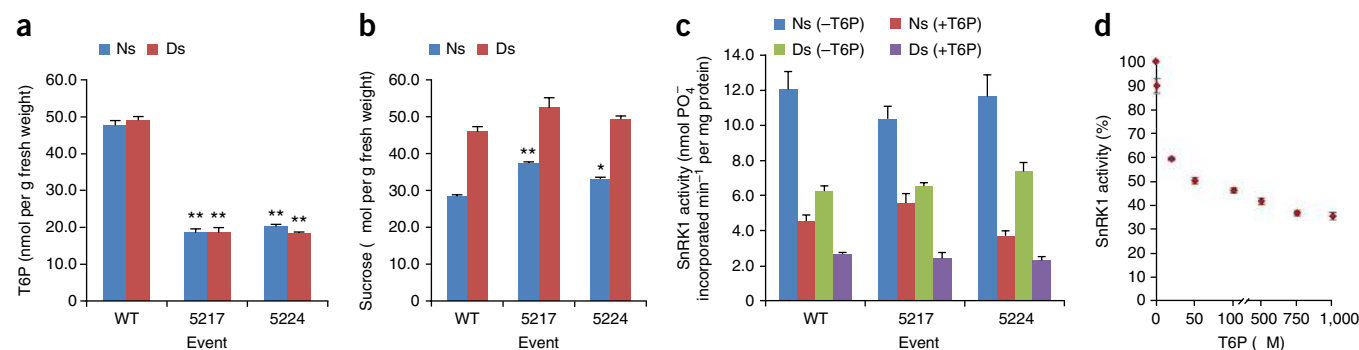 a
Ns Ds
T6P (nmol per g fresh weight)
60.0
50.0
40.0
30.0
20.0
10.0
0
** **
** **
WT 5217 5224
Event
b
Ns Ds
Sucrose ( mol per g fresh weight)
60.0
50.0
40.0
30.0
20.0
10.0
0
**
*
WT 5217 5224
Event
c
Ns (–T6P) Ns (+T6P)
Ds (–T6P) Ds (+T6P)
SnRK1 activity (nmol PO4–
incorporated min–1 per mg protein)
14.0
12.0
10.0
8.0
6.0
4.0
2.0
0
WT 5217 5224
Event
d
SnRK1 activity (%)
100
90
80
70
60
50
40
30
20
10
0
0 50 100 500 750 1,000
T6P ( M)